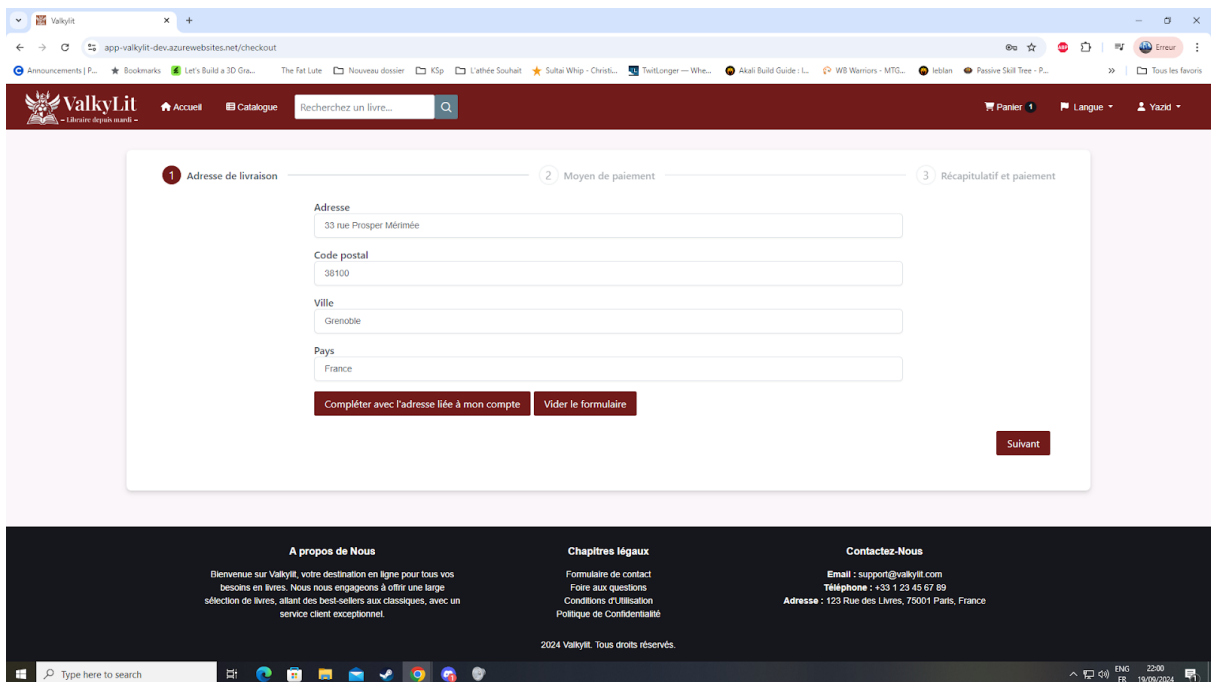 Valkylit
app-valkylit-dev.azurewebsites.net/checkout
Erreur
Announcements | P... Bookmarks Let's Build a 3D Gra... The Fat Lute Nouveau dossier KSp L'athée Souhait Sultai Whip - Christi... TwitLonger — Whe... Akali Build Guide : l... WB Warriors - MTG... leblan Passive Skill Tree - P... » Tous les favoris
ValkyLit
– Libraire depuis mardi –
Accueil Catalogue Recherchez un livre... Panier 1 Langue Yazid
1 Adresse de livraison 2 Moyen de paiement 3 Récapitulatif et paiement
Adresse
33 rue Prosper Mérimée
Code postal
38100
Ville
Grenoble
Pays
France
Compléter avec l'adresse liée à mon compte Vider le formulaire
Suivant
A propos de Nous
Bienvenue sur Valkylit, votre destination en ligne pour tous vos
besoins en livres. Nous nous engageons à offrir une large
sélection de livres, allant des best-sellers aux classiques, avec un
service client exceptionnel.
Chapitres légaux
Formulaire de contact
Foire aux questions
Conditions d'Utilisation
Politique de Confidentialité
Contactez-Nous
Email : support@valkylit.com
Téléphone : +33 1 23 45 67 89
Adresse : 123 Rue des Livres, 75001 Paris, France
2024 Valkylit. Tous droits réservés.
Type here to search
ENG 22:00
FR 19/09/2024